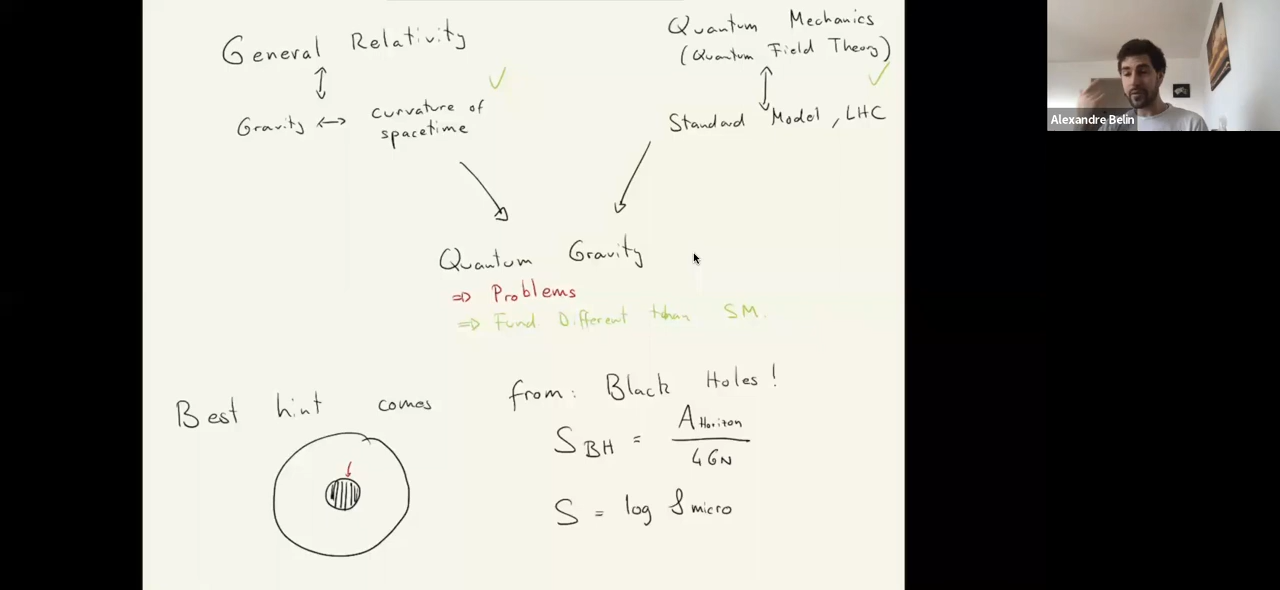 General Relativity
Gravity ↔ curvature of
spacetime
Quantum Mechanics
(Quantum Field Theory)
Standard Model, LHC
Quantum Gravity
⇒ Problems
⇒ Fund Different than SM.
Best hint comes from: Black Holes!
S_BH = A_Horizon / 4G_N
S = log ρ_micro
Alexandre Belin